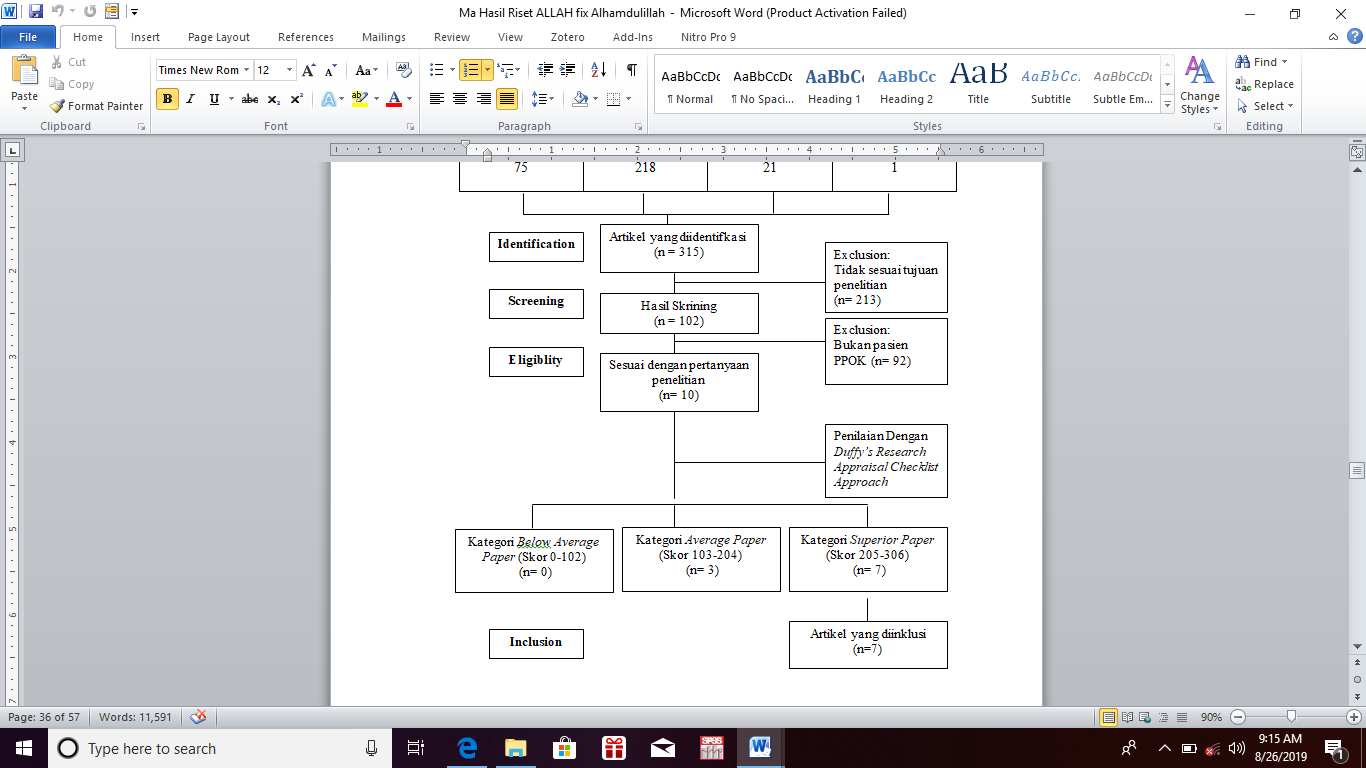 Ma Hasil Riset ALLAH fix Alhamdulillah - Microsoft Word (Product Activation Failed)
File Home Insert Page Layout References Mailings Review View Zotero Add-Ins Nitro Pro 9
Paste
Cut
Copy
Format Painter
Clipboard
Times New Rom 12
Font
Paragraph
AaBbCcDc AaBbCcDc AaBbC AaBbCc AaB AaBbCc. AaBbCcDc
¶ Normal ¶ No Spaci... Heading 1 Heading 2 Title Subtitle Subtle Em...
Styles
Change
Styles
Find
Replace
Select
Editing
75 218 21 1
Identification
Artikel yang diidentifkasi
(n = 315)
Exclusion:
Tidak sesuai tujuan
penelitian
(n= 213)
Screening
Hasil Skrining
(n = 102)
Exclusion:
Bukan pasien
PPOK (n= 92)
Eligiblity
Sesuai dengan pertanyaan
penelitian
(n= 10)
Penilaian Dengan
Duffy's Research
Appraisal Checklist
Approach
Kategori Below Average
Paper (Skor 0-102)
(n= 0)
Kategori Average Paper
(Skor 103-204)
(n= 3)
Kategori Superior Paper
(Skor 205-306)
(n= 7)
Inclusion
Artikel yang diinklusi
(n=7)
Page: 36 of 57 Words: 11,591 90%
Type here to search
9:15 AM
8/26/2019